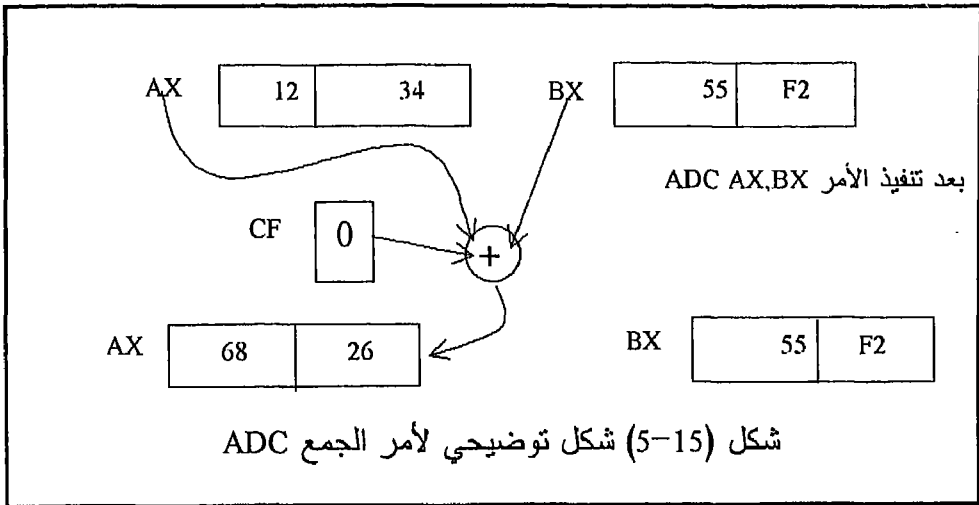 AX 12 34 BX 55 F2
بعد تنفيذ الأمر ADC AX,BX
CF 0 +
AX 68 26 BX 55 F2
شكل (15-5) شكل توضيحي لأمر الجمع ADC